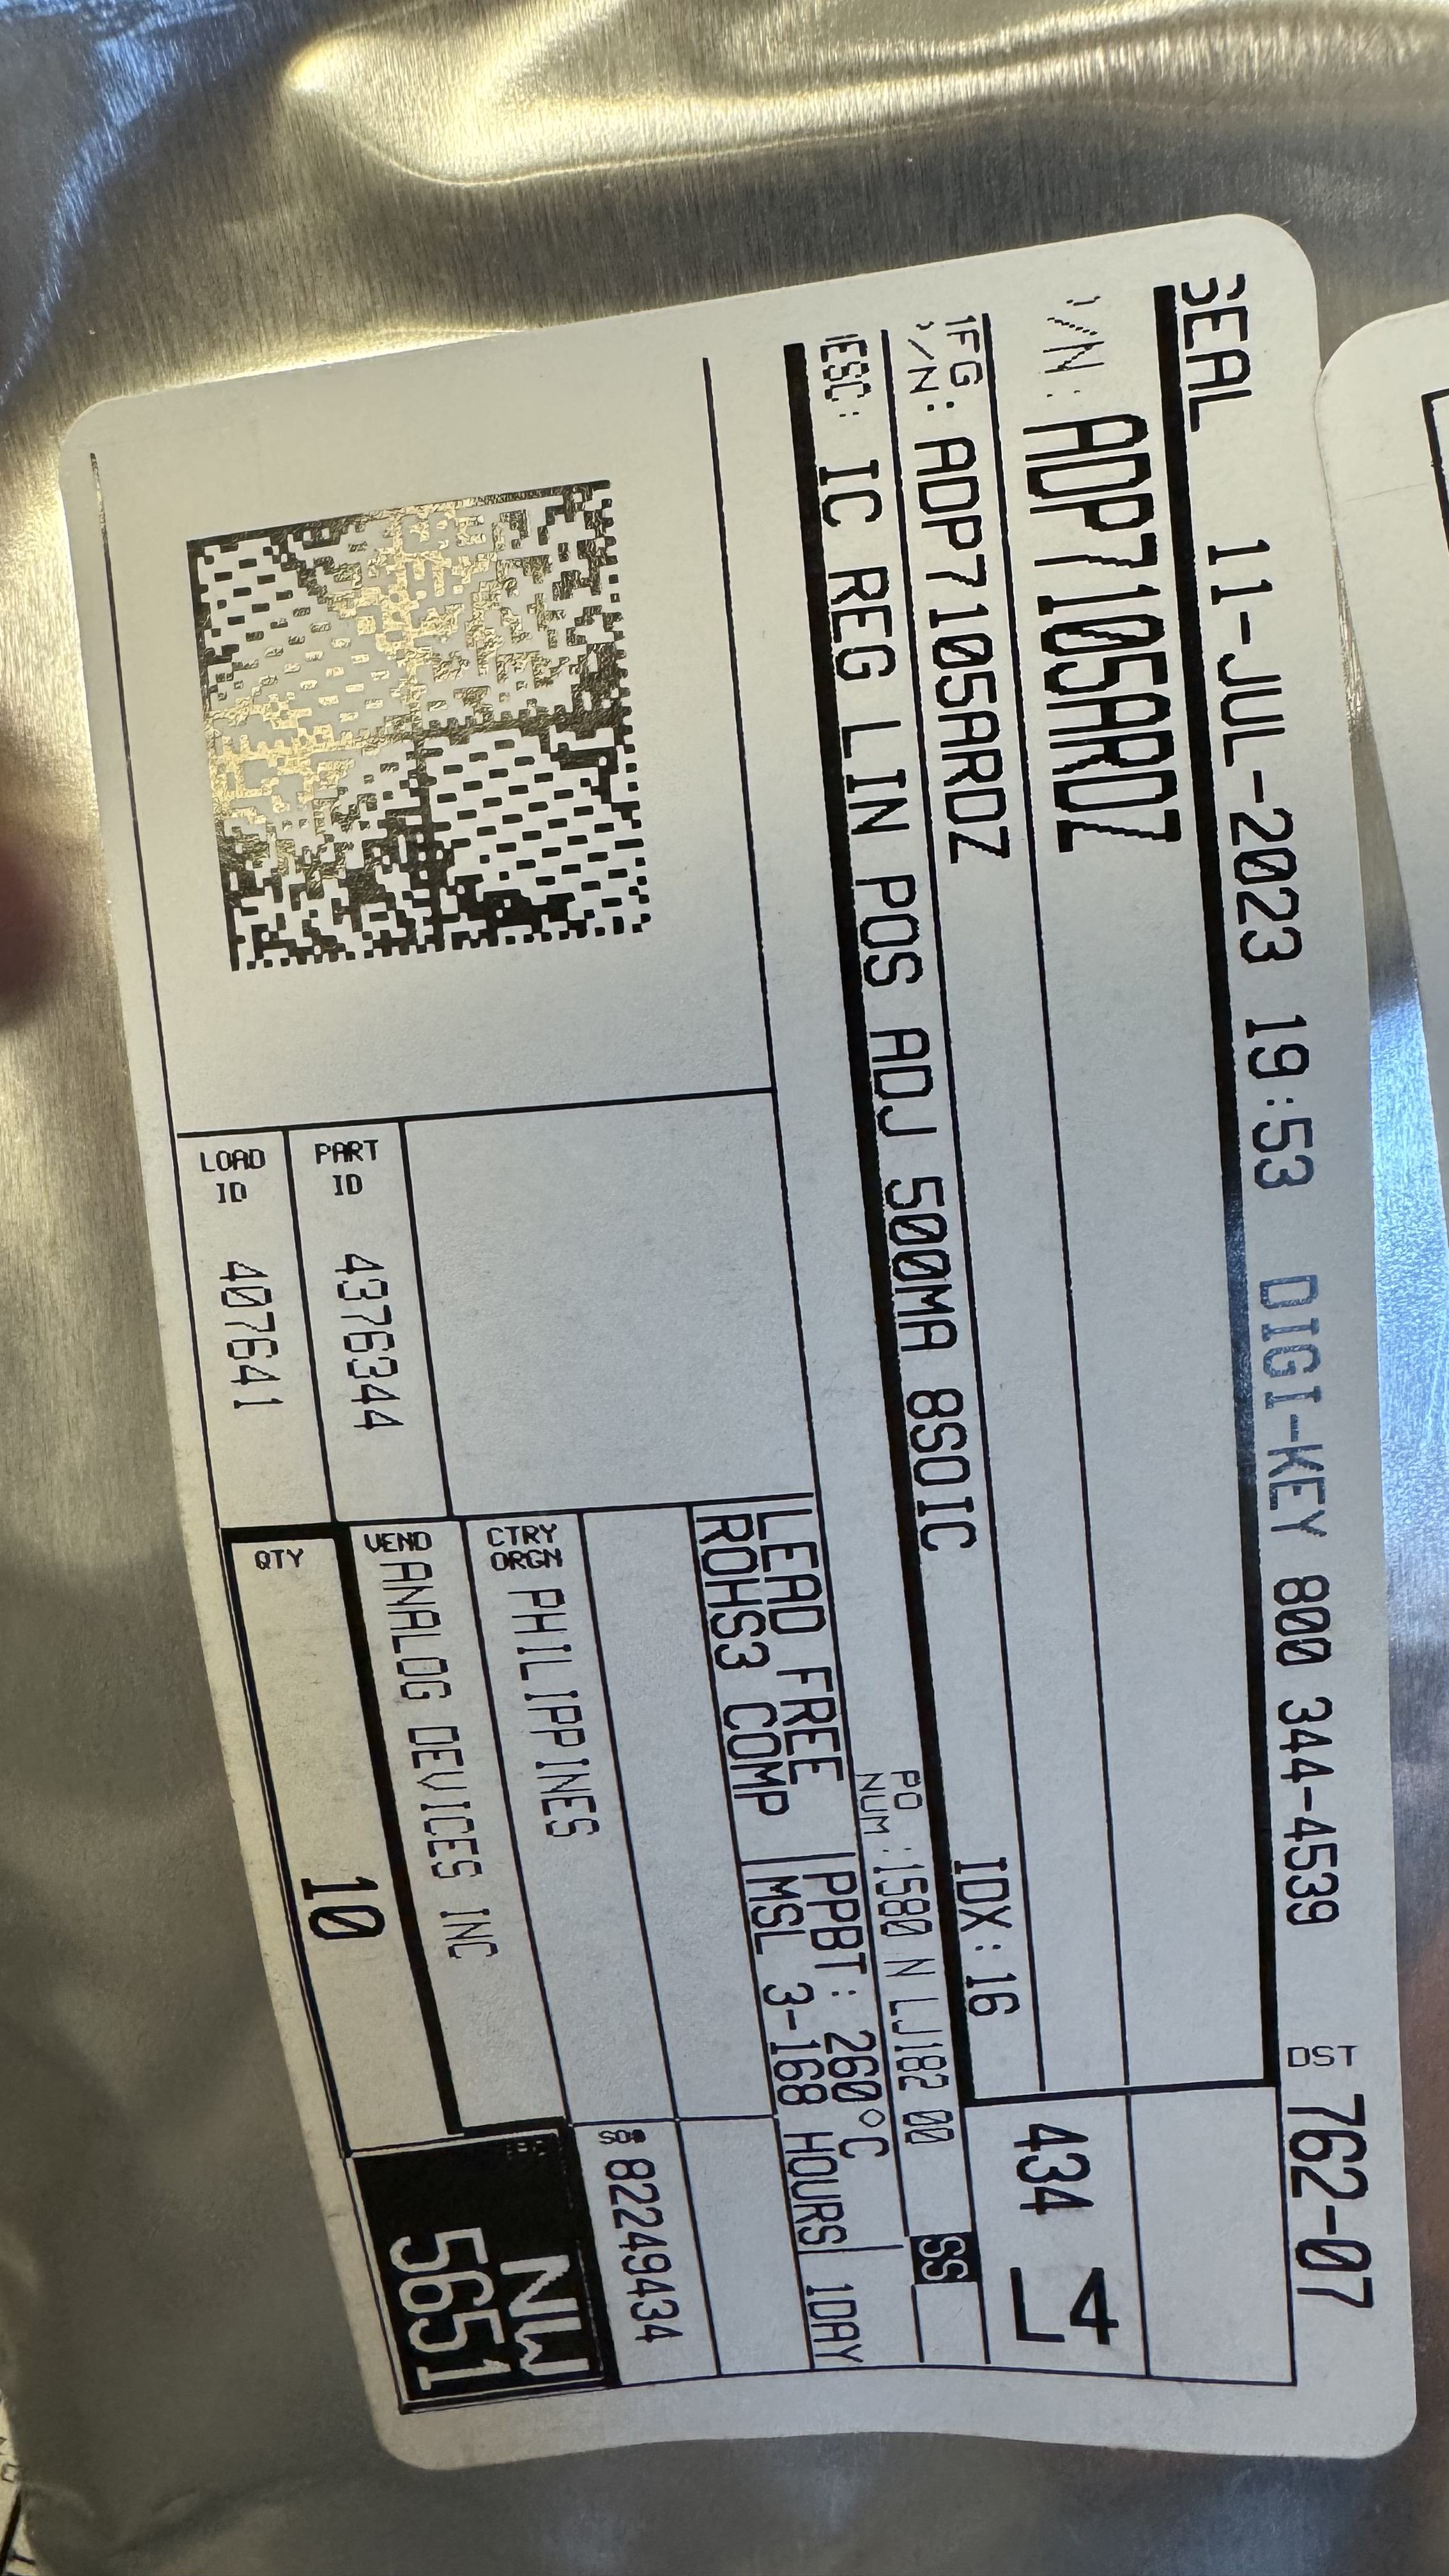 SEAL 11-JUL-2023 19:53 DIGI-KEY 800 344-4539 DST 762-07
P/N: ADP7105ARDZ
434 L4
MFG P/N: ADP7105ARDZ IDX:16
DESC: IC REG LIN POS ADJ 500MA 8SOIC
PO NUM :1580 N LJ182 00 SS
LEAD FREE |PPBT: 260°C
ROHS3 COMP |MSL 3-168 HOURS| 1DAY
CTRY ORGN PHILIPPINES SO# 82249434
PART ID 4376344
VEND ANALOG DEVICES INC
LOAD ID 407641
QTY 10
NW
5651